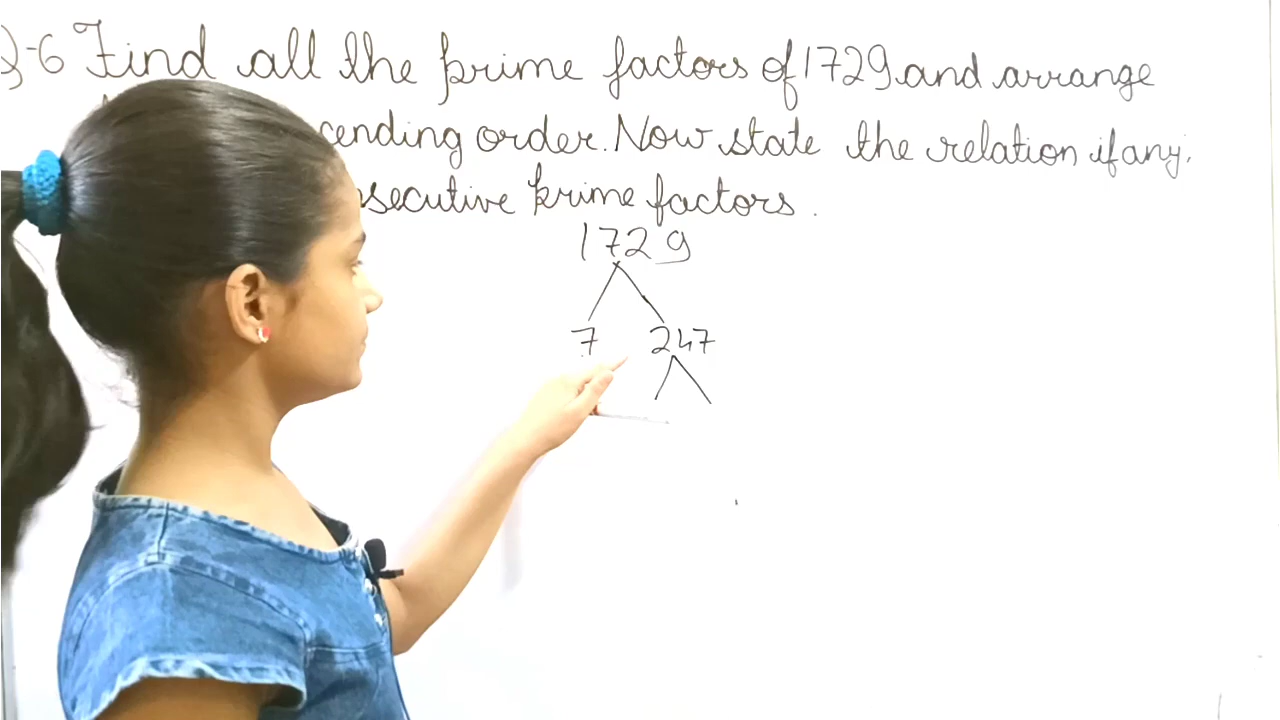 Q-6 Find all the prime factors of 1729 and arrange
cending order. Now state the relation if any.
secutive prime factors.
1729
7 247